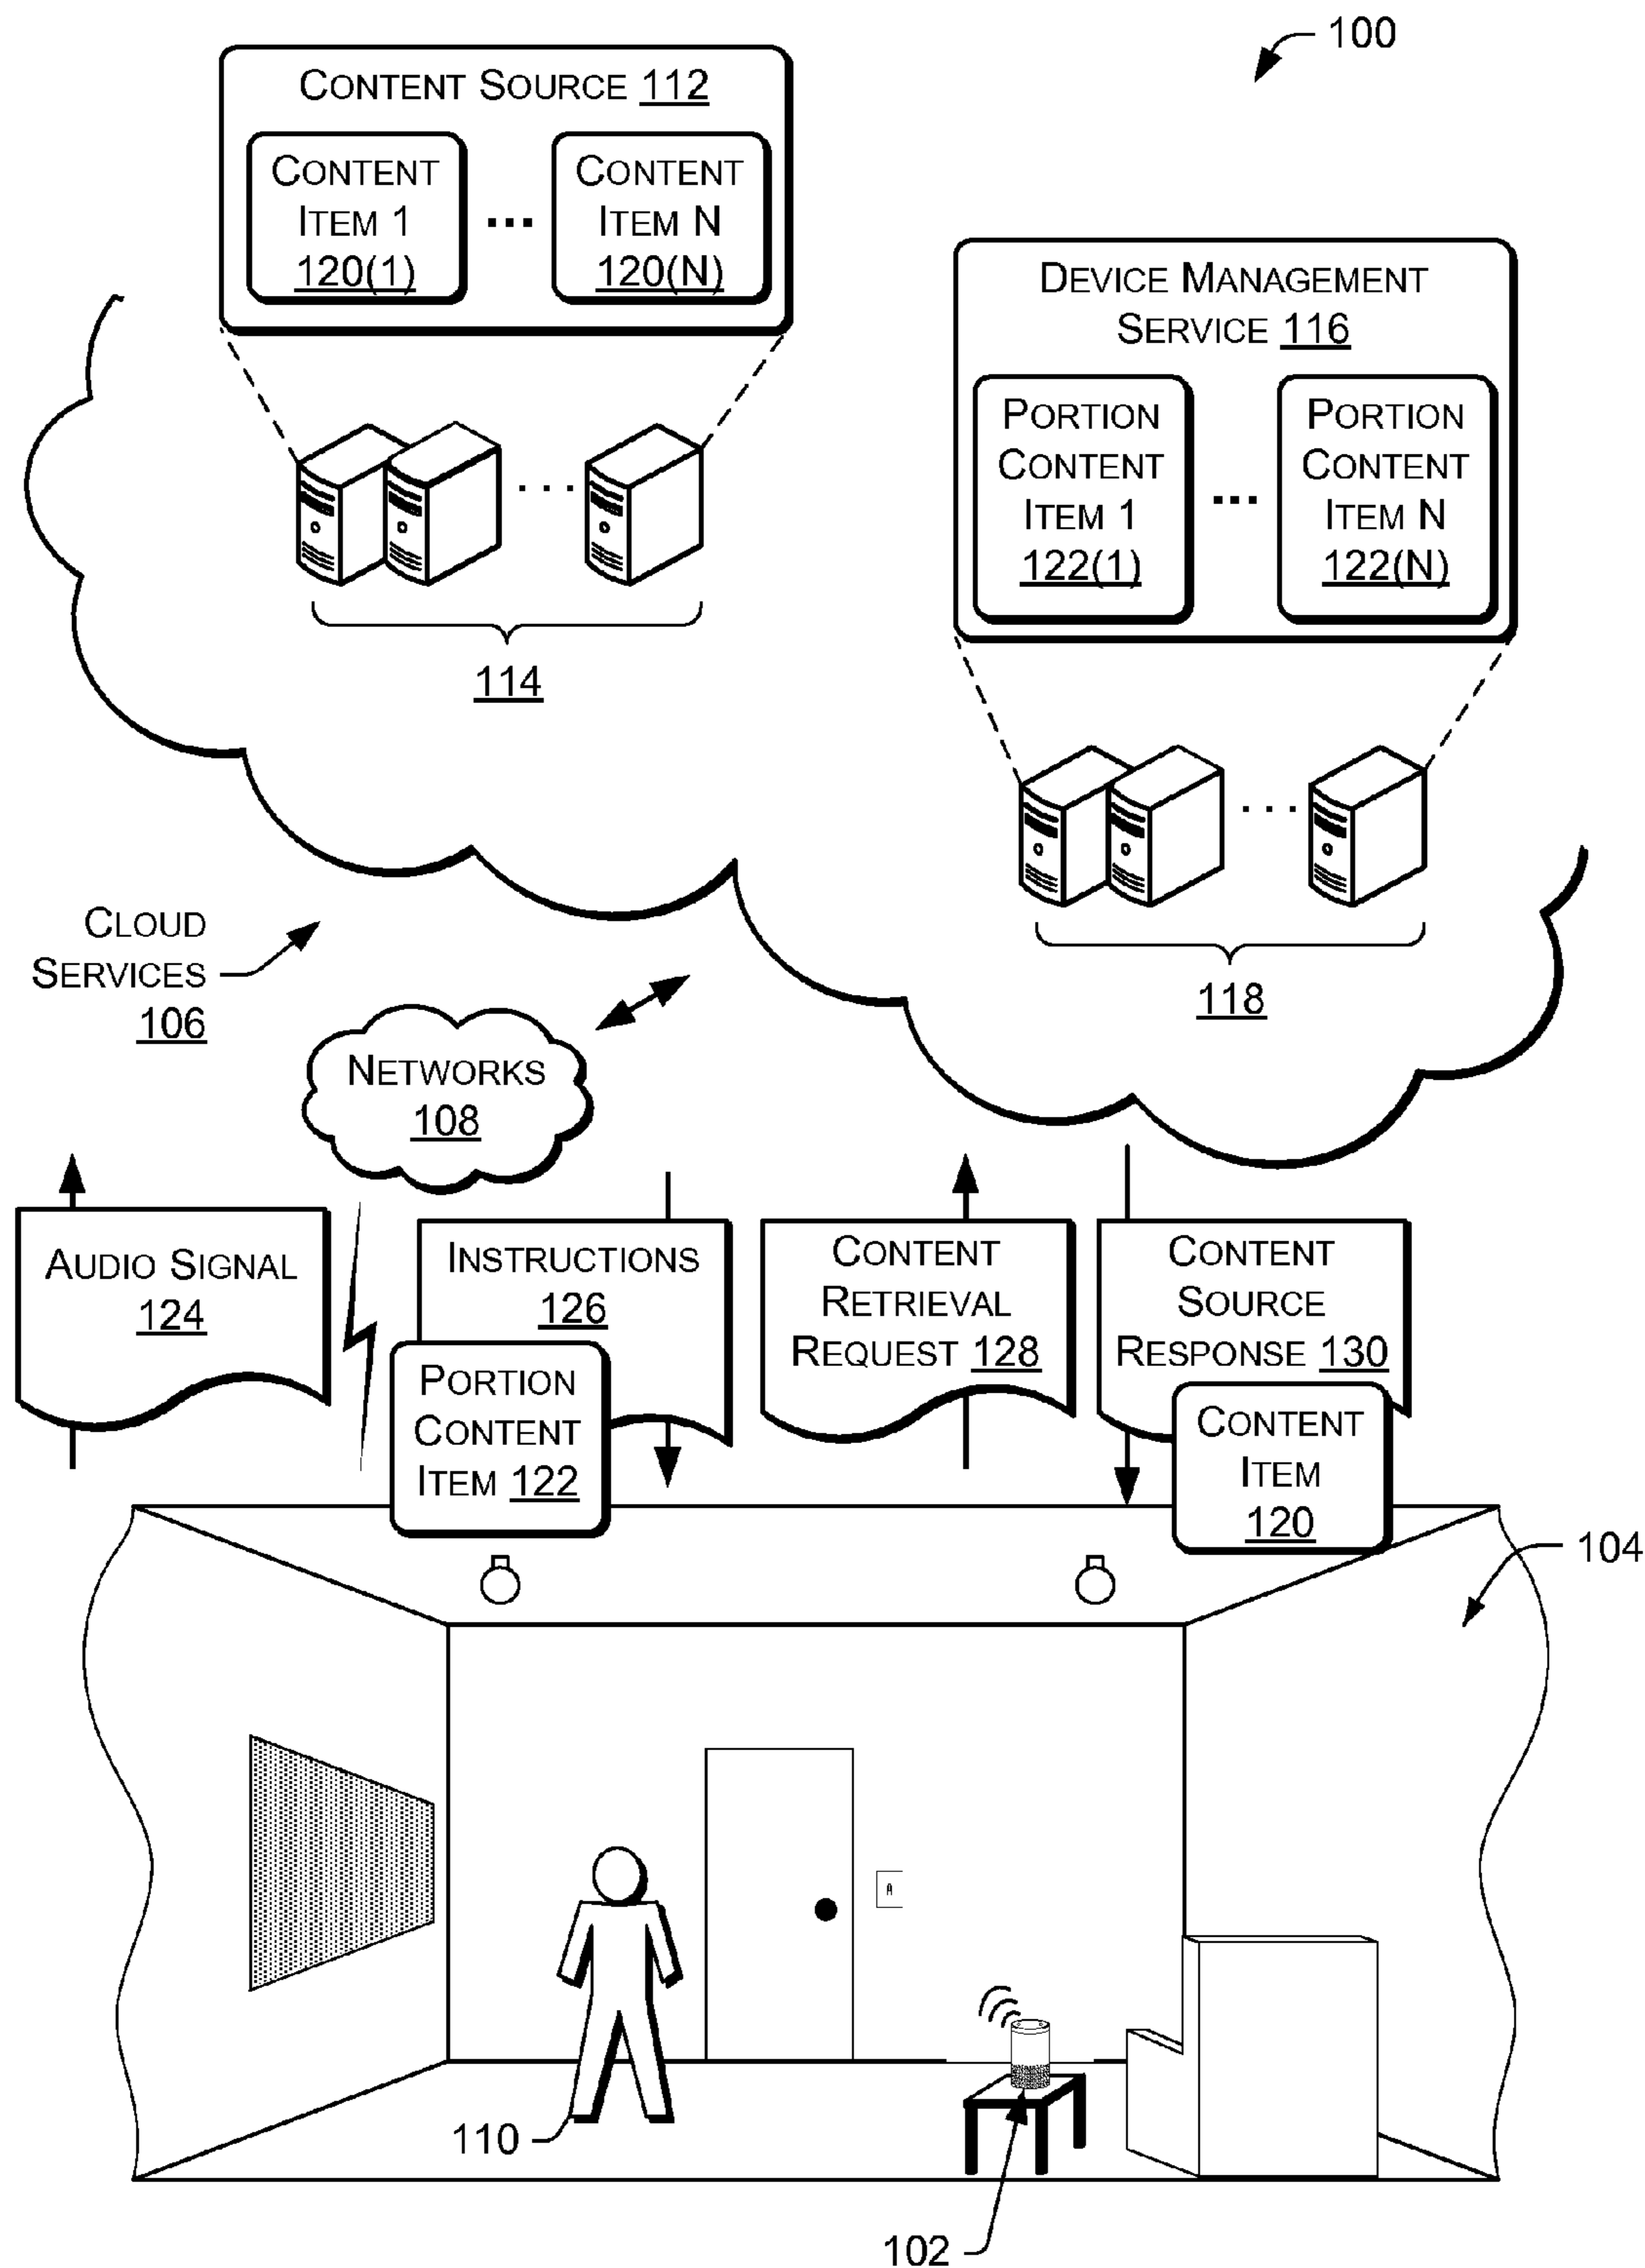 100
CONTENT SOURCE 112
CONTENT
ITEM 1
120(1)
...
CONTENT
ITEM N
120(N)
DEVICE MANAGEMENT
SERVICE 116
PORTION
CONTENT
ITEM 1
122(1)
...
PORTION
CONTENT
ITEM N
122(N)
...
114
...
118
CLOUD
SERVICES
106
NETWORKS
108
AUDIO SIGNAL
124
INSTRUCTIONS
126
PORTION
CONTENT
ITEM 122
CONTENT
RETRIEVAL
REQUEST 128
CONTENT
SOURCE
RESPONSE 130
CONTENT
ITEM
120
104
110
102